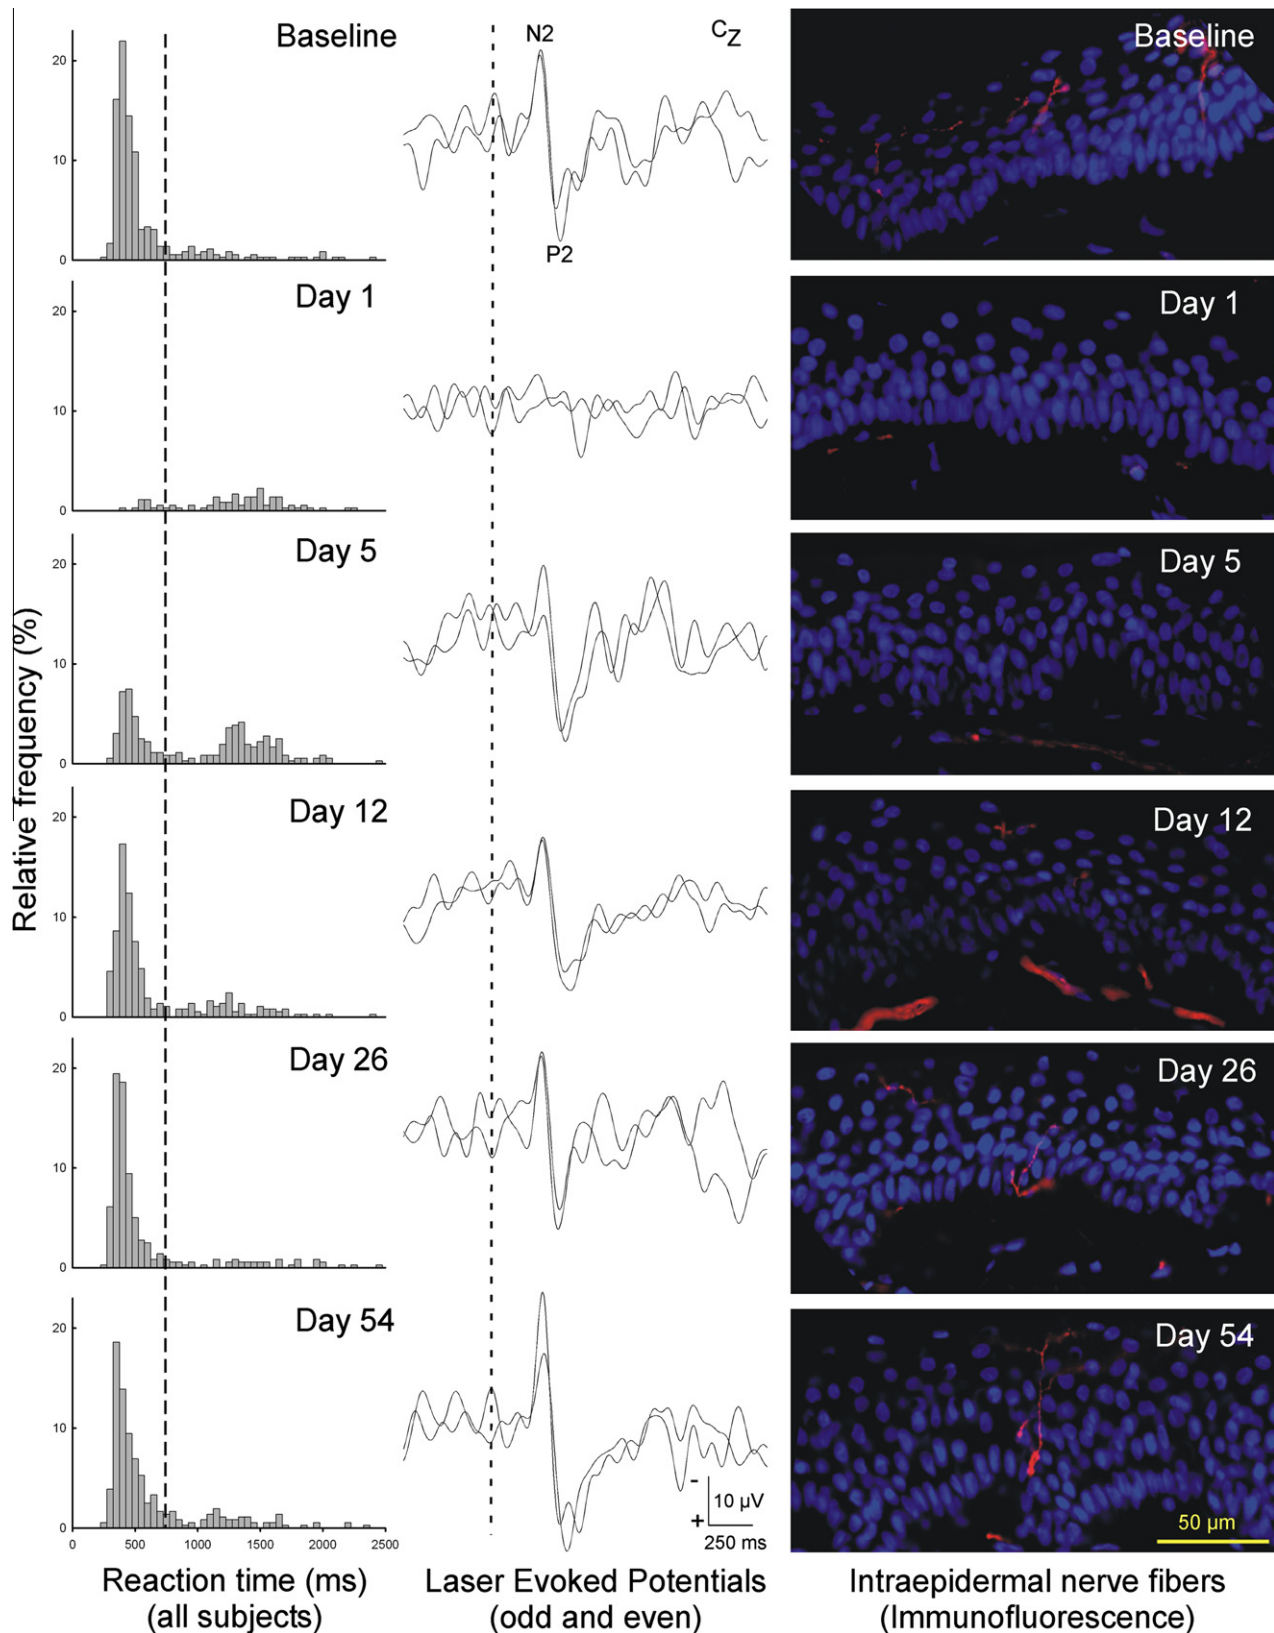 Baseline
N2
CZ
Baseline
20
10
P2
0
Day 1
Day 1
20
10
0
Day 5
Day 5
20
10
0
Relative frequency (%)
Day 12
Day 12
20
10
0
Day 26
Day 26
20
10
0
Day 54
Day 54
20
10
0
-
10 µV
+
250 ms
50 µm
0 500 1000 1500 2000 2500
Reaction time (ms)
(all subjects)
Laser Evoked Potentials
(odd and even)
Intraepidermal nerve fibers
(Immunofluorescence)